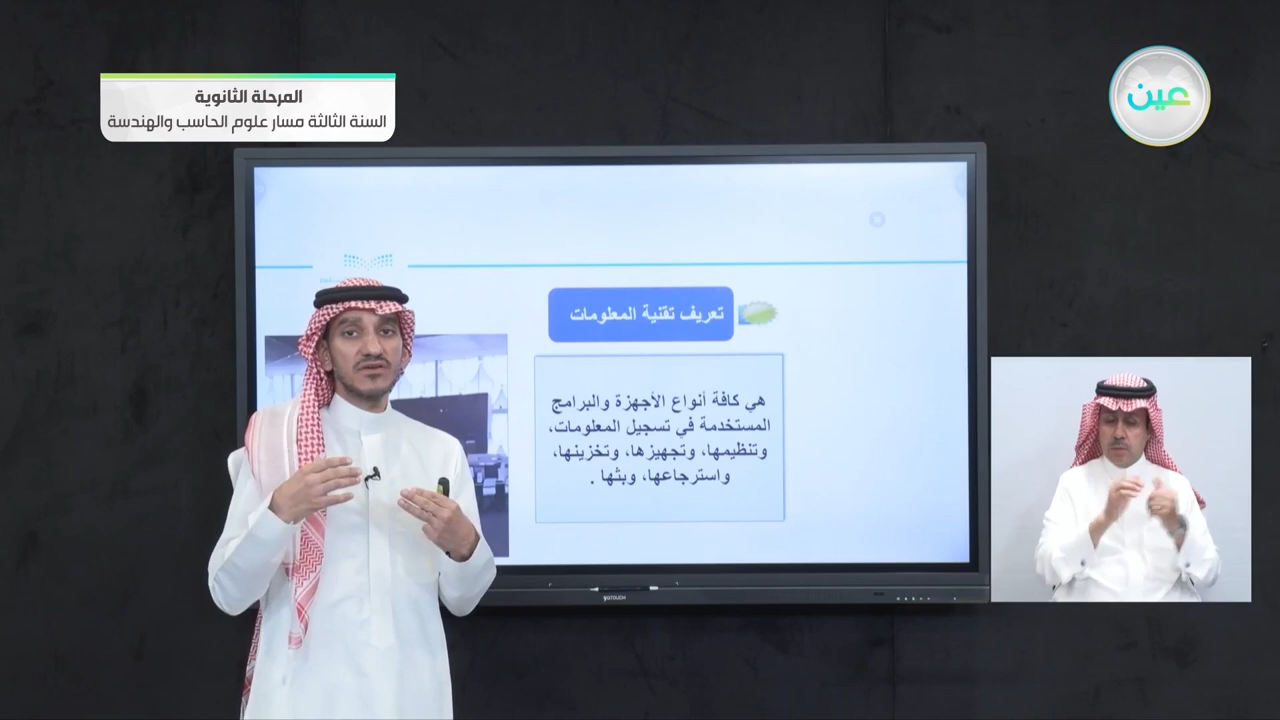 المرحلة الثانوية
السنة الثالثة مسار علوم الحاسب والهندسة
عين
تعريف تقنية المعلومات
هي كافة أنواع الأجهزة والبرامج
المستخدمة في تسجيل المعلومات،
وتنظيمها، وتجهيزها، وتخزينها،
واسترجاعها، وبثها .